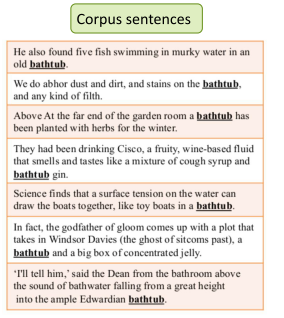 Corpus sentences
He also found five fish swimming in murky water in an
old bathtub.
We do abhor dust and dirt, and stains on the bathtub,
and any kind of filth.
Above At the far end of the garden room a bathtub has
been planted with herbs for the winter.
They had been drinking Cisco, a fruity, wine-based fluid
that smells and tastes like a mixture of cough syrup and
bathtub gin.
Science finds that a surface tension on the water can
draw the boats together, like toy boats in a bathtub.
In fact, the godfather of gloom comes up with a plot that
takes in Windsor Davies (the ghost of sitcoms past), a
bathtub and a big box of concentrated jelly.
'I'll tell him,' said the Dean from the bathroom above
the sound of bathwater falling from a great height
into the ample Edwardian bathtub.